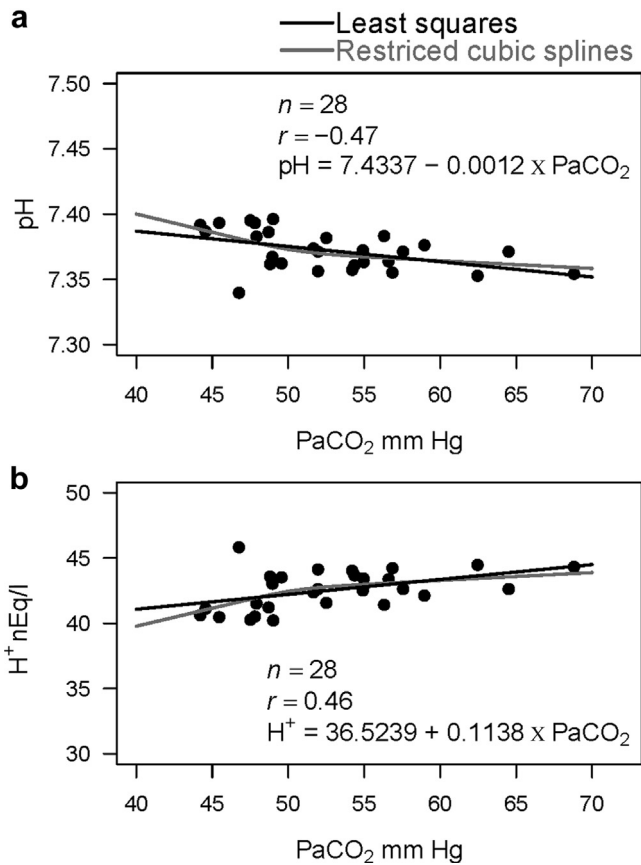 a
Least squares
Restriced cubic splines
7.50
7.45
7.40
7.35
7.30
pH
n = 28
r = −0.47
pH = 7.4337 − 0.0012 x PaCO₂
40 45 50 55 60 65 70
PaCO₂ mm Hg
b
50
45
40
35
30
H⁺ nEq/l
n = 28
r = 0.46
H⁺ = 36.5239 + 0.1138 x PaCO₂
40 45 50 55 60 65 70
PaCO₂ mm Hg